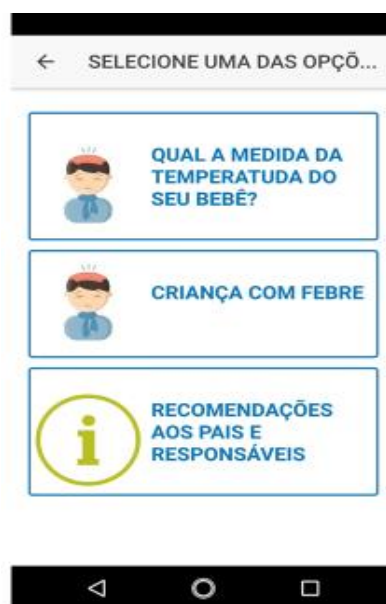 SELECIONE UMA DAS OPÇÕ...
QUAL A MEDIDA DA
TEMPERATUDA DO
SEU BEBÊ?
CRIANÇA COM FEBRE
i
RECOMENDAÇÕES
AOS PAIS E
RESPONSÁVEIS